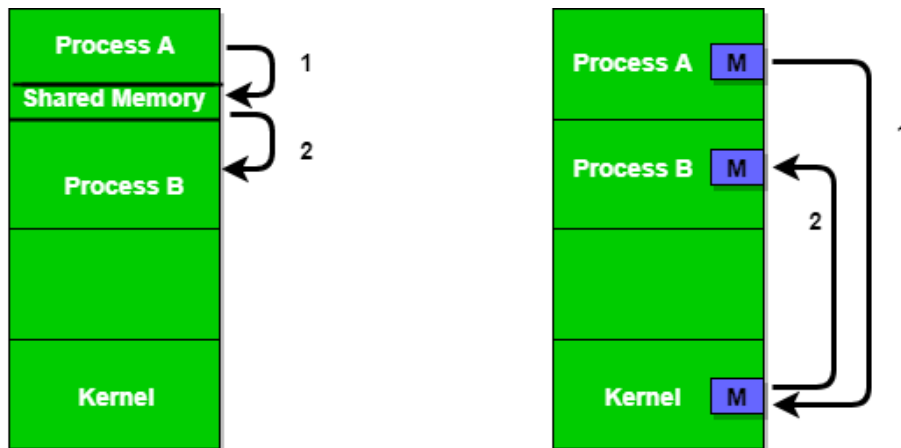 Process A
1
Shared Memory
2
Process B
Kernel
Process A M
Process B M
2
Kernel M